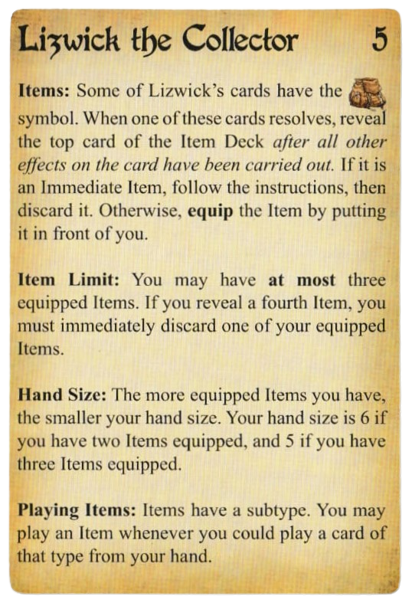 Lizwick the Collector 5
Items: Some of Lizwick's cards have the
symbol. When one of these cards resolves, reveal
the top card of the Item Deck after all other
effects on the card have been carried out. If it is
an Immediate Item, follow the instructions, then
discard it. Otherwise, equip the Item by putting
it in front of you.
Item Limit: You may have at most three
equipped Items. If you reveal a fourth Item, you
must immediately discard one of your equipped
Items.
Hand Size: The more equipped Items you have,
the smaller your hand size. Your hand size is 6 if
you have two Items equipped, and 5 if you have
three Items equipped.
Playing Items: Items have a subtype. You may
play an Item whenever you could play a card of
that type from your hand.